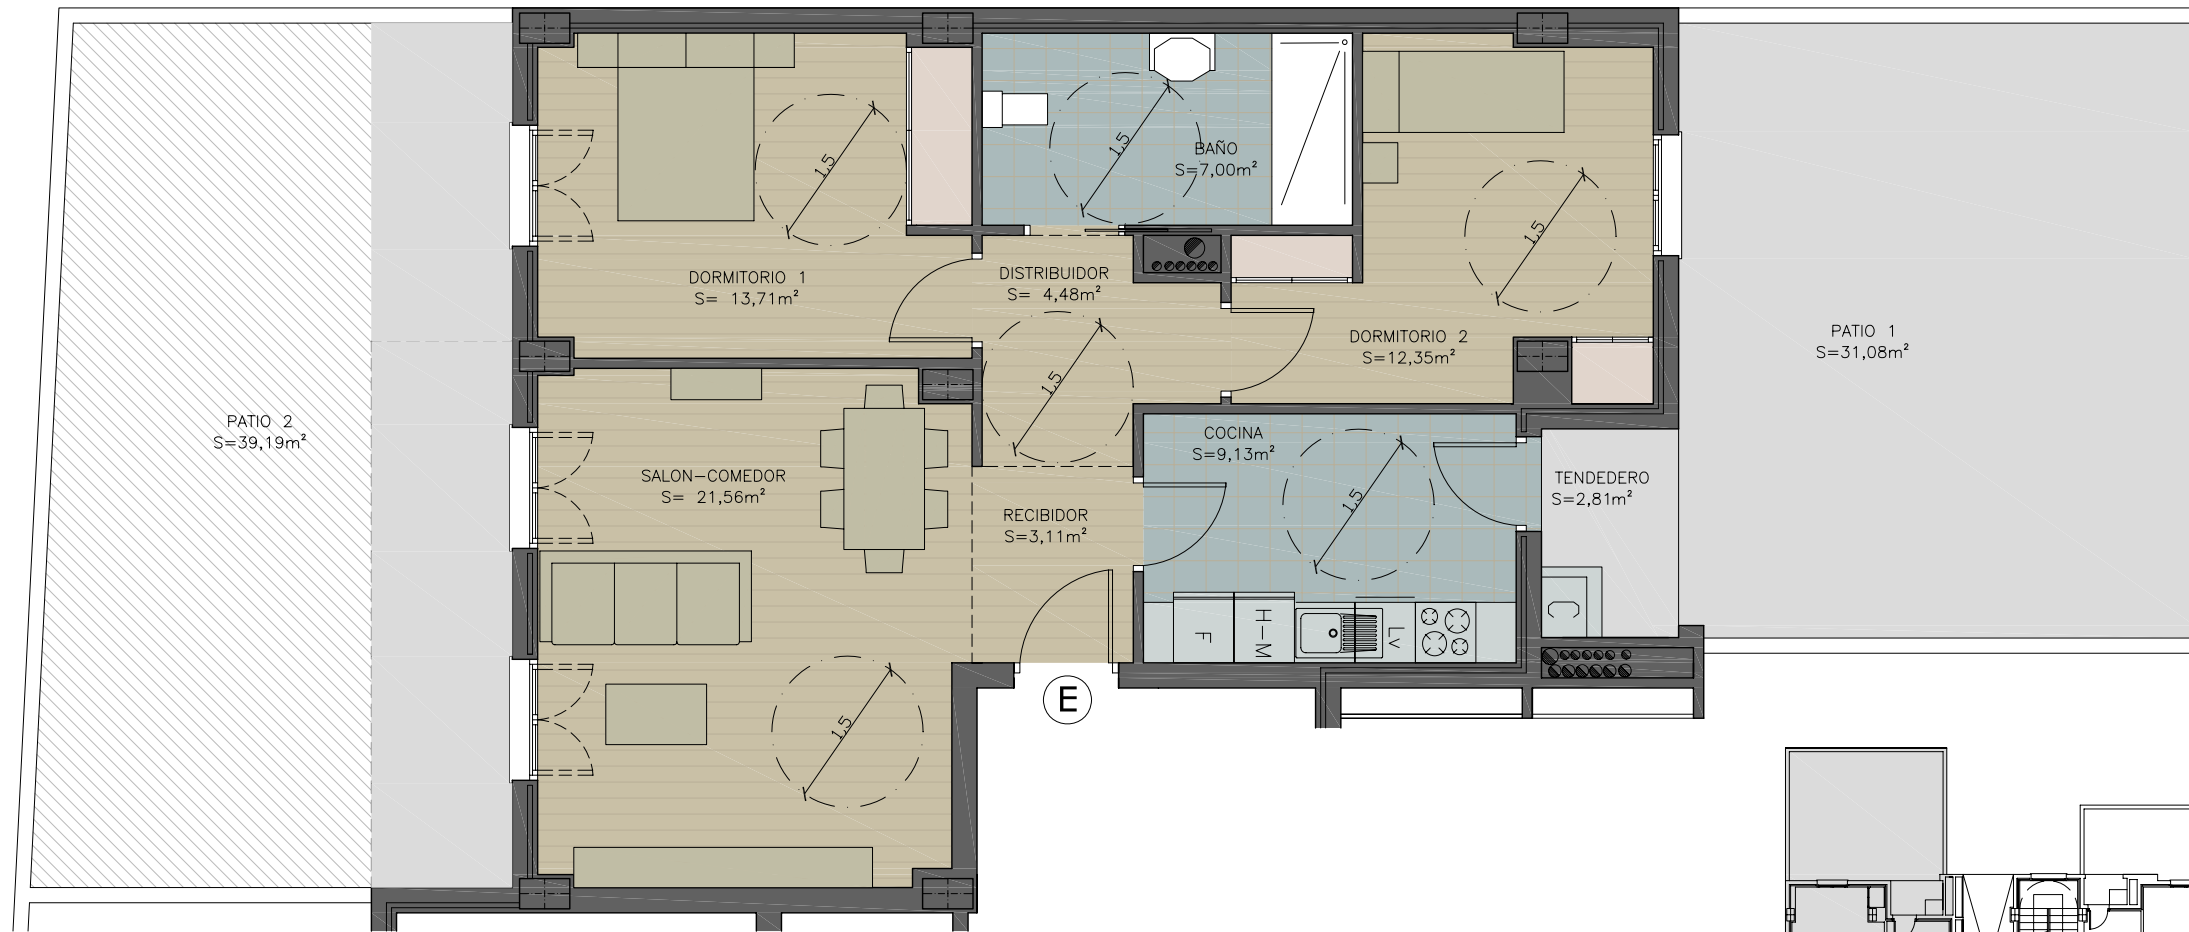 BAÑO
S=7,00m²
1,5
1,5
1,5
DORMITORIO 1
S= 13,71m²
DISTRIBUIDOR
S= 4,48m²
DORMITORIO 2
S=12,35m²
PATIO 1
S=31,08m²
1,5
PATIO 2
S=39,19m²
SALON-COMEDOR
S= 21,56m²
COCINA
S=9,13m²
1,5
TENDEDERO
S=2,81m²
RECIBIDOR
S=3,11m²
F
H-M
Lv
1,5
E